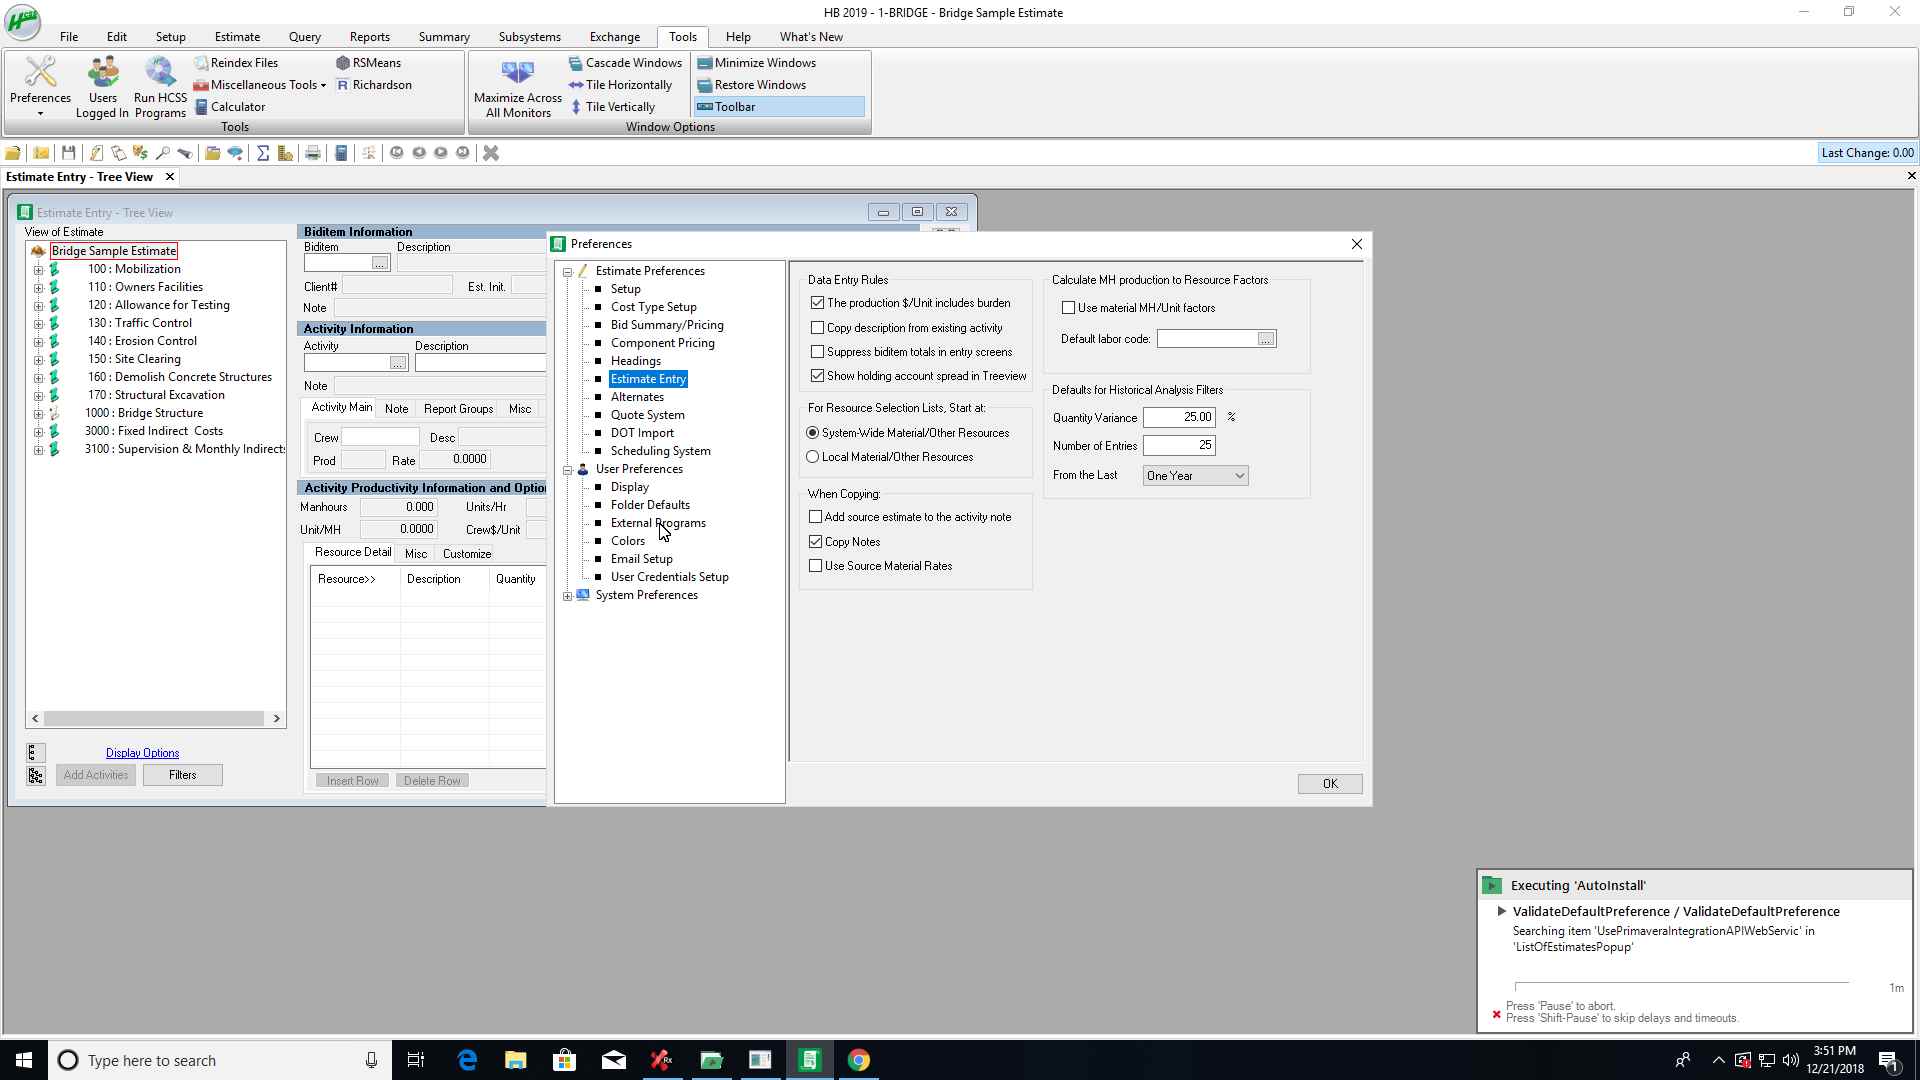 HB 2019 - 1-BRIDGE - Bridge Sample Estimate
File Edit Setup Estimate Query Reports Summary Subsystems Exchange Tools Help What's New
Preferences
Users Logged In
Run HCSS Programs
Reindex Files
Miscellaneous Tools
Calculator
RSMeans
Richardson
Tools
Maximize Across All Monitors
Cascade Windows
Tile Horizontally
Tile Vertically
Minimize Windows
Restore Windows
Toolbar
Window Options
Last Change: 0.00
Estimate Entry - Tree View
Estimate Entry - Tree View
View of Estimate
Bridge Sample Estimate
100 : Mobilization
110 : Owners Facilities
120 : Allowance for Testing
130 : Traffic Control
140 : Erosion Control
150 : Site Clearing
160 : Demolish Concrete Structures
170 : Structural Excavation
1000 : Bridge Structure
3000 : Fixed Indirect Costs
3100 : Supervision & Monthly Indirects
Display Options
Add Activities
Filters
Biditem Information
Biditem Description
...
Client# Est. Init.
Note
Activity Information
Activity Description
...
Note
Activity Main Note Report Groups Misc
Crew Desc
Prod Rate 0.0000
Activity Productivity Information and Option
Manhours 0.000 Units/Hr
Unit/MH 0.0000 Crew$/Unit
Resource Detail Misc Customize
Resource>> Description Quantity
Insert Row Delete Row
Preferences
Estimate Preferences
Setup
Cost Type Setup
Bid Summary/Pricing
Component Pricing
Headings
Estimate Entry
Alternates
Quote System
DOT Import
Scheduling System
User Preferences
Display
Folder Defaults
External Programs
Colors
Email Setup
User Credentials Setup
System Preferences
Data Entry Rules
The production $/Unit includes burden
Copy description from existing activity
Suppress biditem totals in entry screens
Show holding account spread in Treeview
For Resource Selection Lists, Start at:
System-Wide Material/Other Resources
Local Material/Other Resources
When Copying:
Add source estimate to the activity note
Copy Notes
Use Source Material Rates
Calculate MH production to Resource Factors
Use material MH/Unit factors
Default labor code: ...
Defaults for Historical Analysis Filters
Quantity Variance 25.00 %
Number of Entries 25
From the Last One Year
OK
Executing 'AutoInstall'
ValidateDefaultPreference / ValidateDefaultPreference
Searching item 'UsePrimaveraIntegrationAPIWebServic' in
'ListOfEstimatesPopup'
1m
Press 'Pause' to abort.
Press 'Shift-Pause' to skip delays and timeouts.
Type here to search
3:51 PM
12/21/2018
1